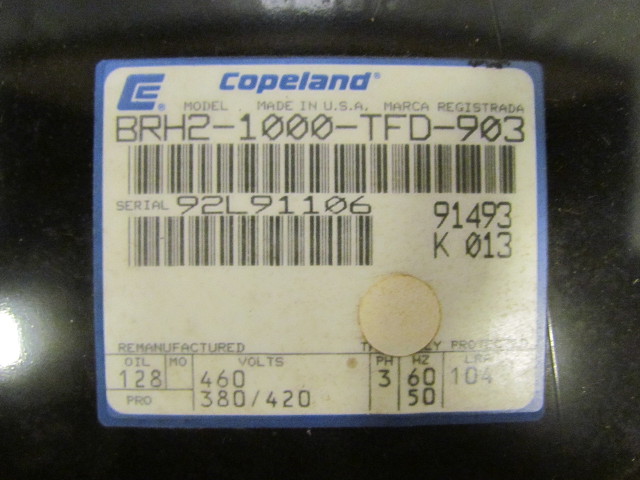 Copeland®
MODEL MADE IN U.S.A. MARCA REGISTRADA
BRH2-1000-TFD-903
SERIAL 92L91106 91493
K 013
REMANUFACTURED
OIL MO VOLTS PH HZ
128 460 3 60 104
PRO 380/420 50